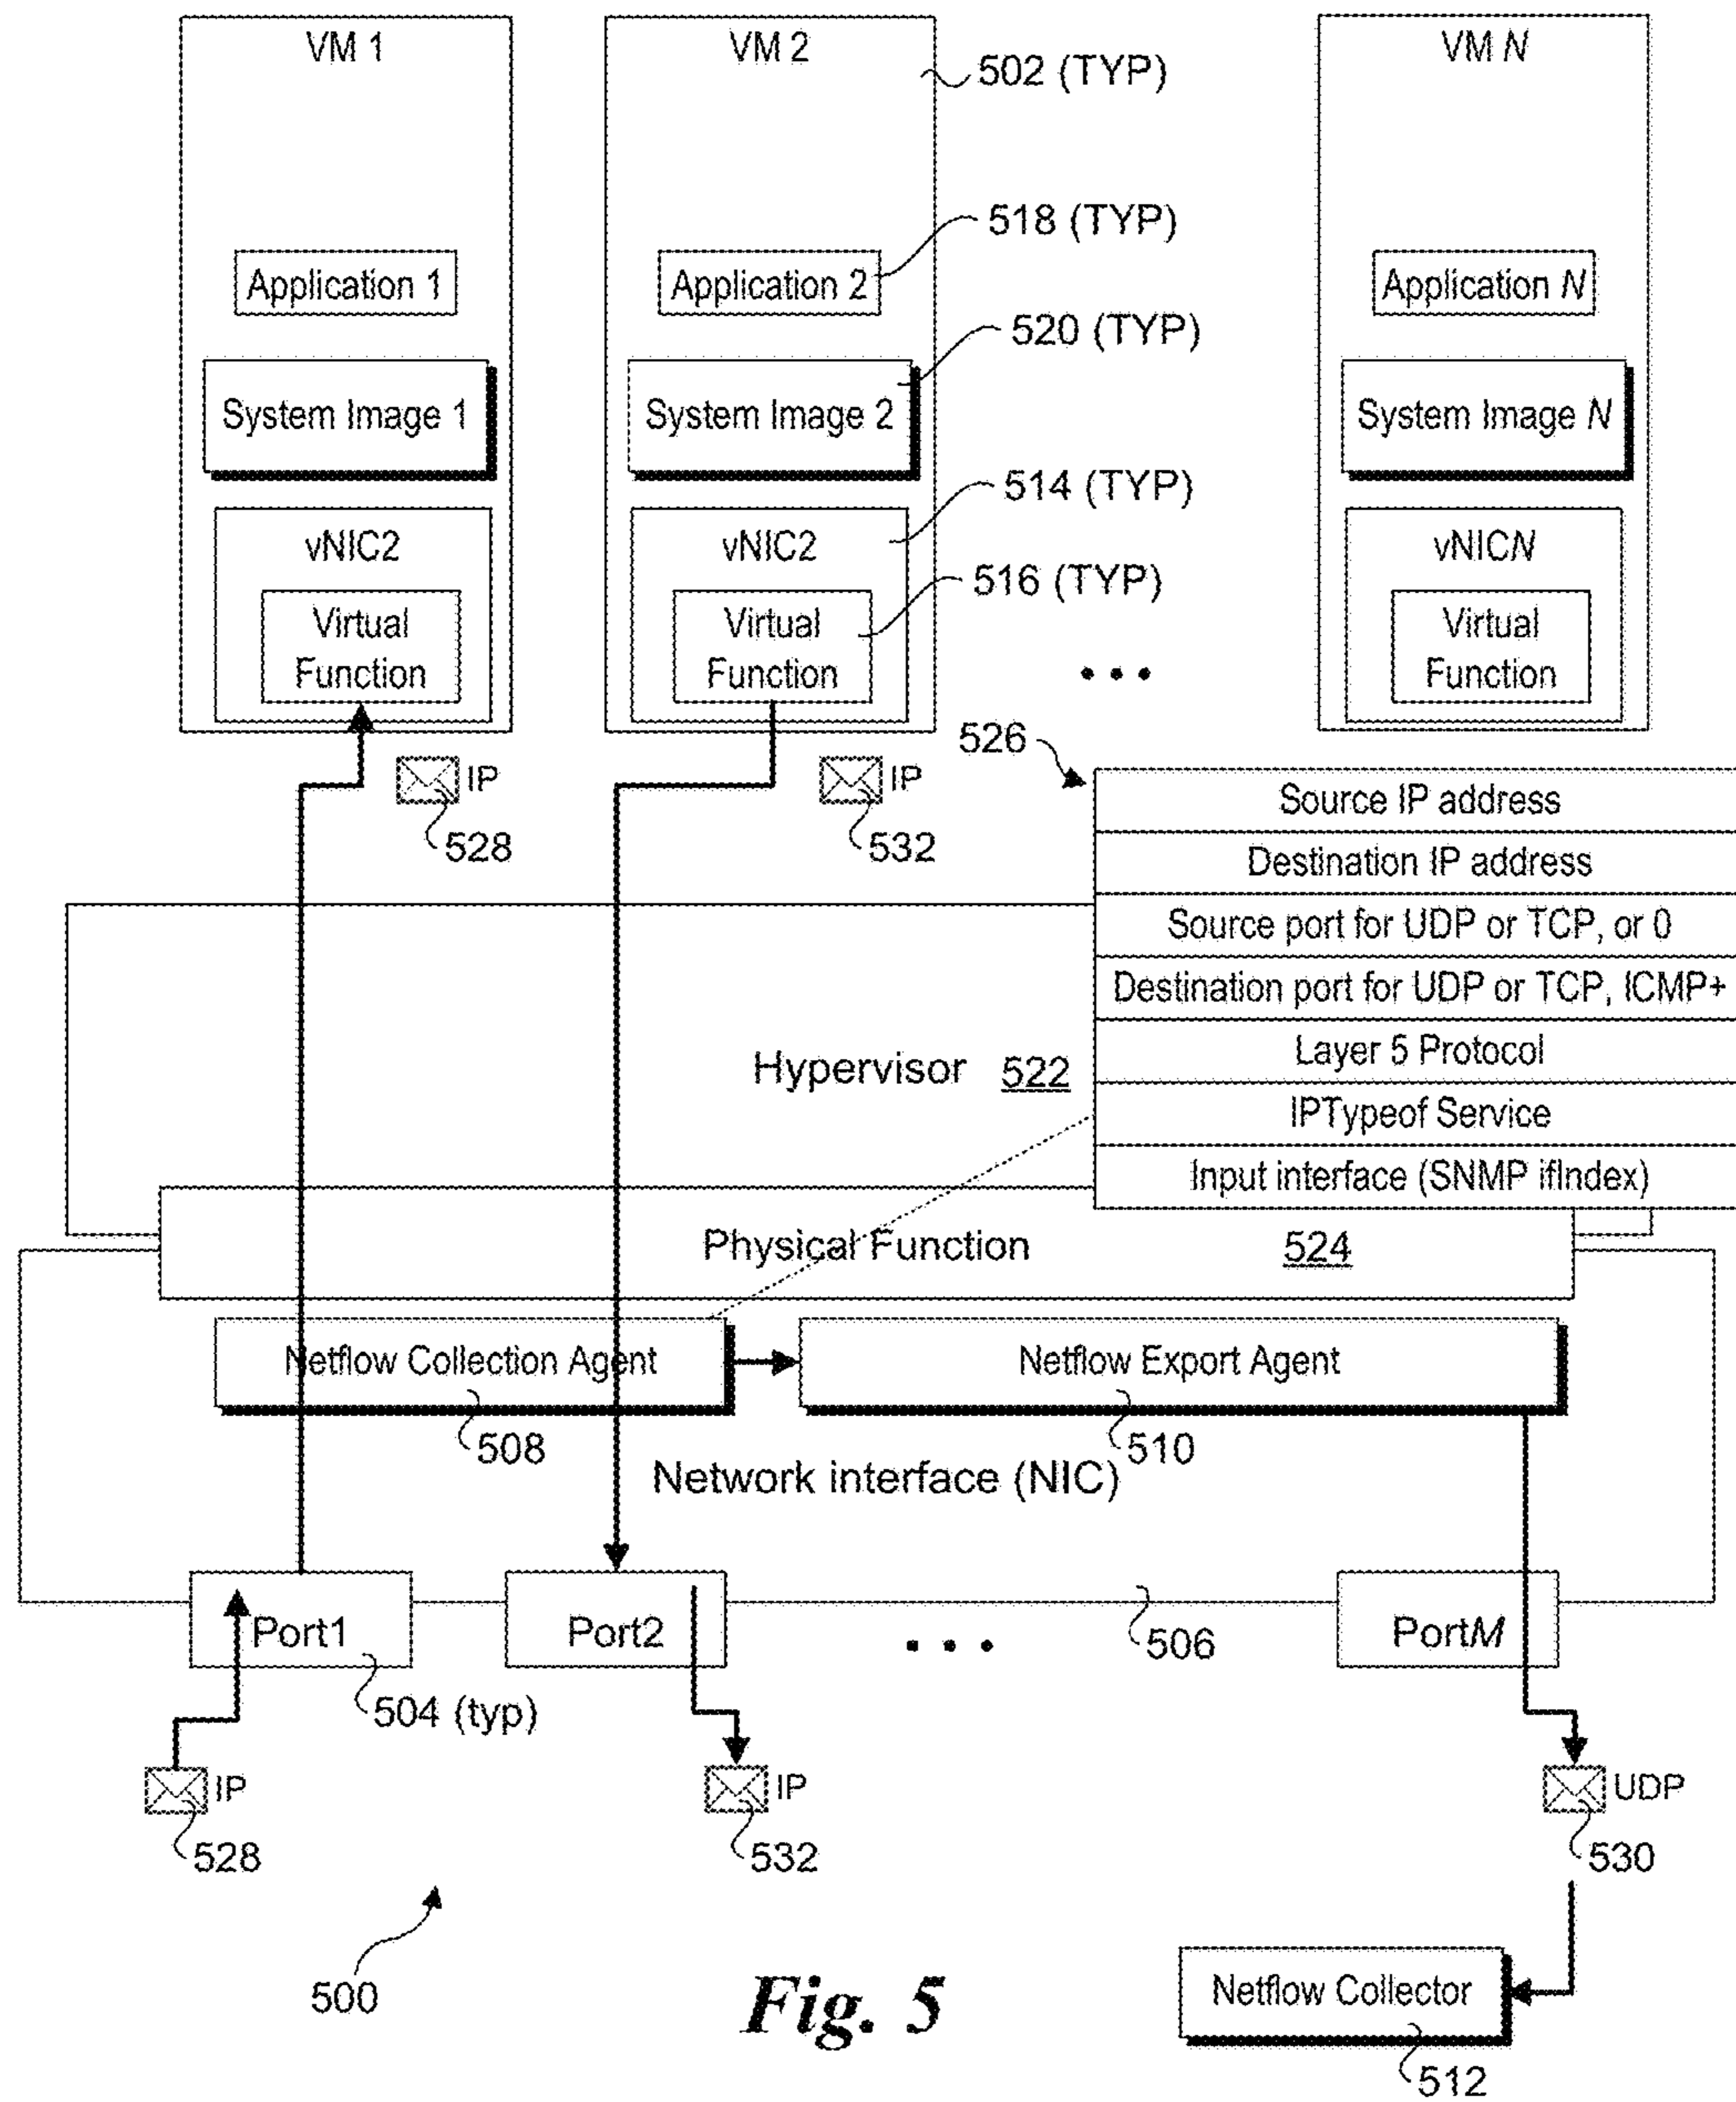 VM 1
VM 2
VM N
502 (TYP)
518 (TYP)
Application 1
Application 2
Application N
520 (TYP)
System Image 1
System Image 2
System Image N
514 (TYP)
vNIC2
vNIC2
vNICN
516 (TYP)
Virtual
Function
Virtual
Function
Virtual
Function
• • •
526
IP
528
IP
532
Source IP address
Destination IP address
Source port for UDP or TCP, or 0
Destination port for UDP or TCP, ICMP+
Layer 5 Protocol
IPTypeof Service
Input interface (SNMP ifIndex)
Hypervisor 522
Physical Function 524
Netflow Collection Agent
Netflow Export Agent
508
510
Network interface (NIC)
Port1
Port2
• • •
506
PortM
504 (typ)
IP
528
IP
532
UDP
530
500
Fig. 5
Netflow Collector
512